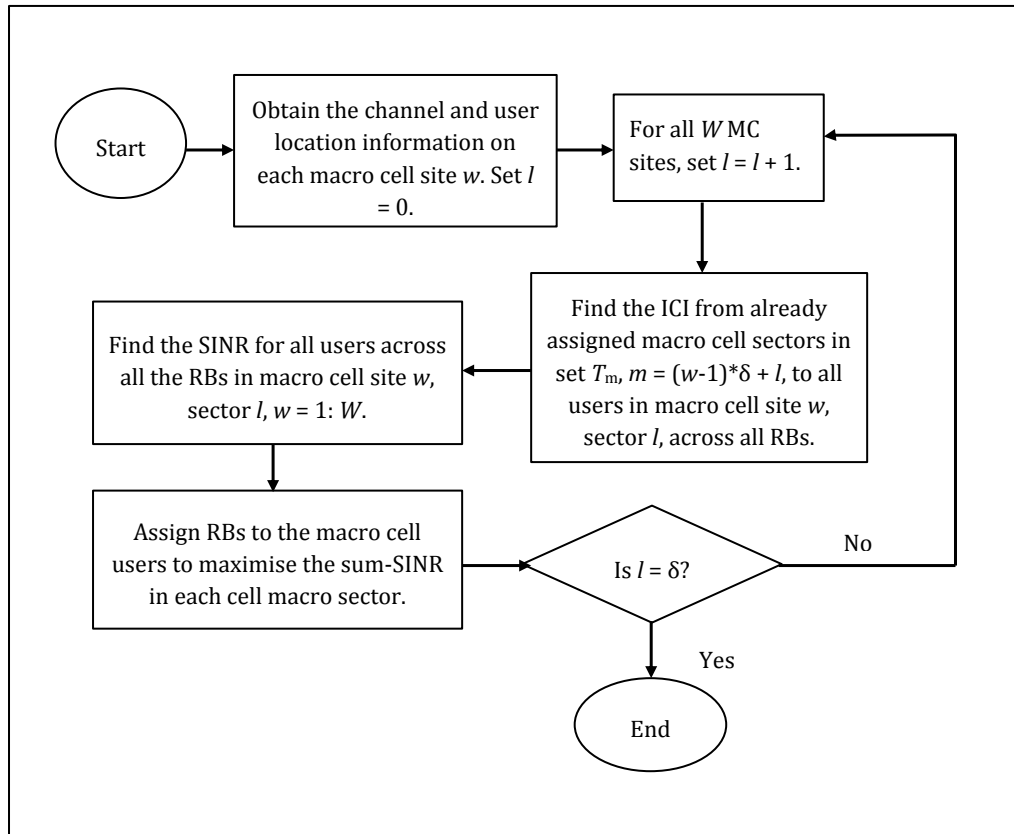 Start
Obtain the channel and user
location information on
each macro cell site w. Set l
= 0.
For all W MC
sites, set l = l + 1.
Find the ICI from already
assigned macro cell sectors in
set Tm, m = (w-1)*δ + l, to all
users in macro cell site w,
sector l, across all RBs.
Find the SINR for all users across
all the RBs in macro cell site w,
sector l, w = 1: W.
Assign RBs to the macro cell
users to maximise the sum-SINR
in each cell macro sector.
Is l = δ?
No
Yes
End